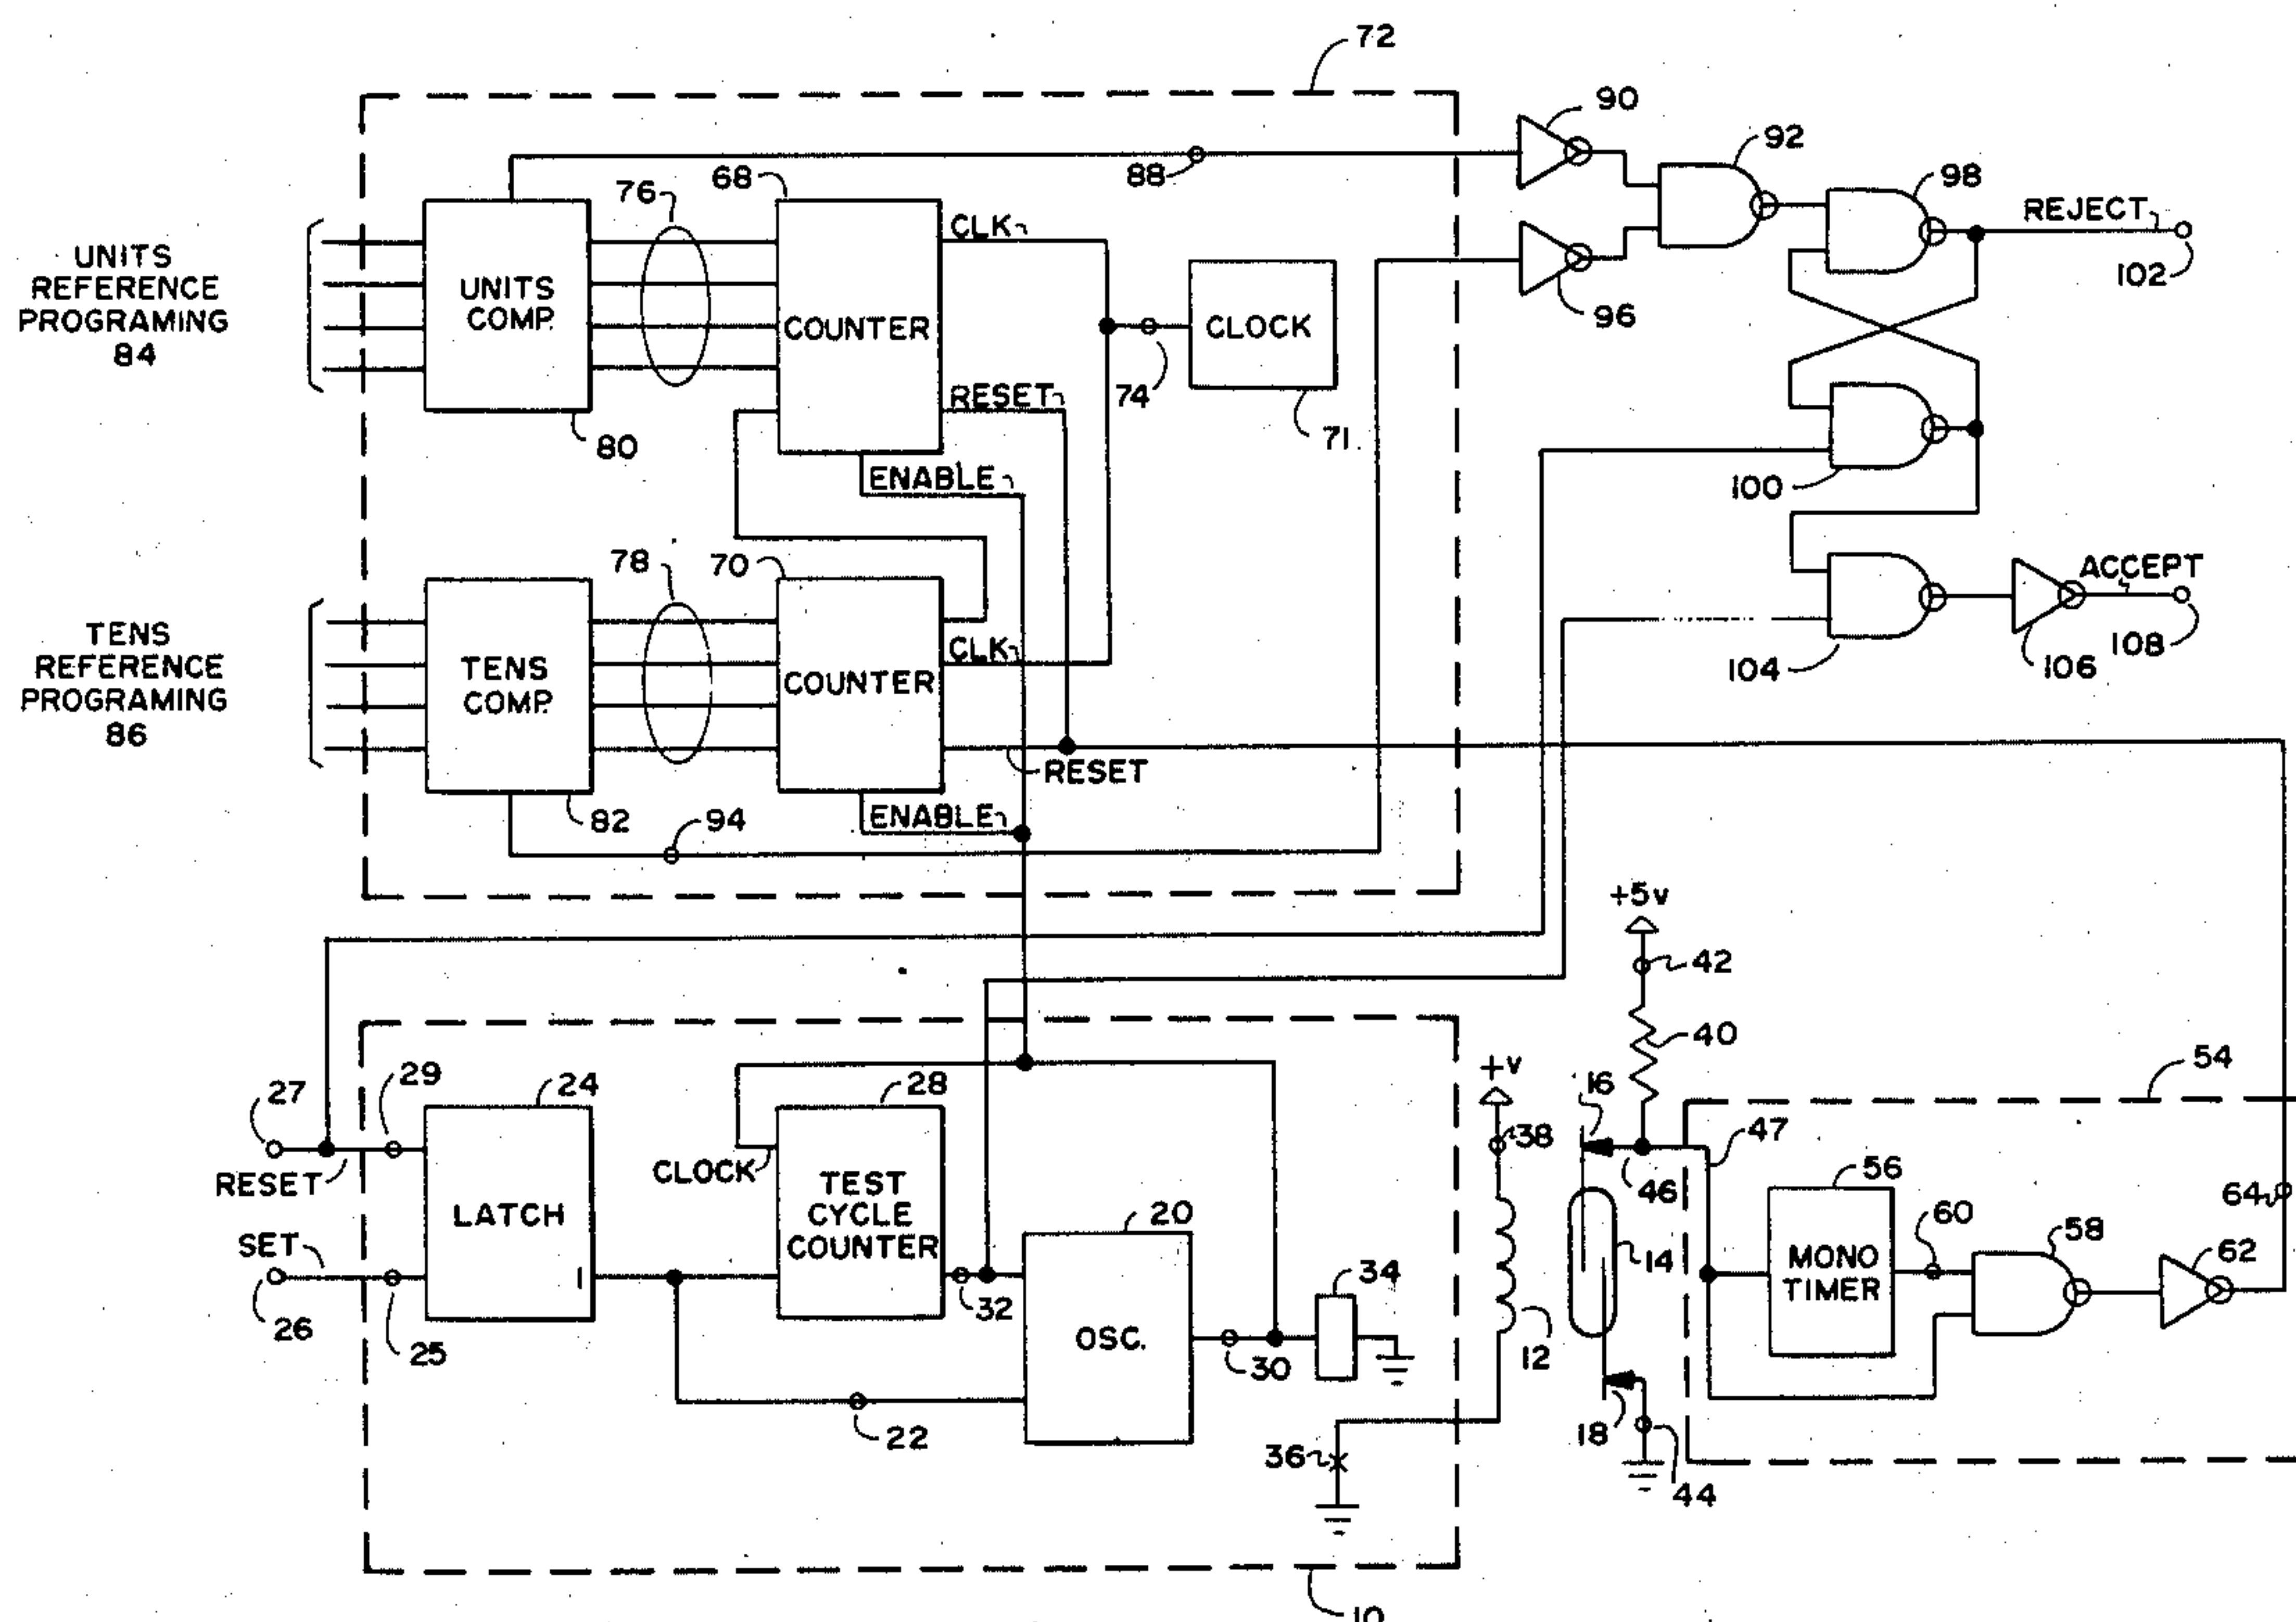 72
90
92
98
REJECT
102
88
68
76
CLK
UNITS
REFERENCE
PROGRAMING
84
UNITS
COMP.
COUNTER
CLOCK
96
74
71
80
RESET
ENABLE
100
78
70
ACCEPT
108
106
104
TENS
REFERENCE
PROGRAMING
86
TENS
COMP.
COUNTER
CLK
RESET
82
94
ENABLE
+5v
42
40
+v
16
54
27
29
24
28
38
47
56
RESET
CLOCK
46
60
58
62
64
SET
LATCH
1
TEST
CYCLE
COUNTER
20
14
MONO
TIMER
26
25
32
34
OSC.
30
12
22
36
18
44
10